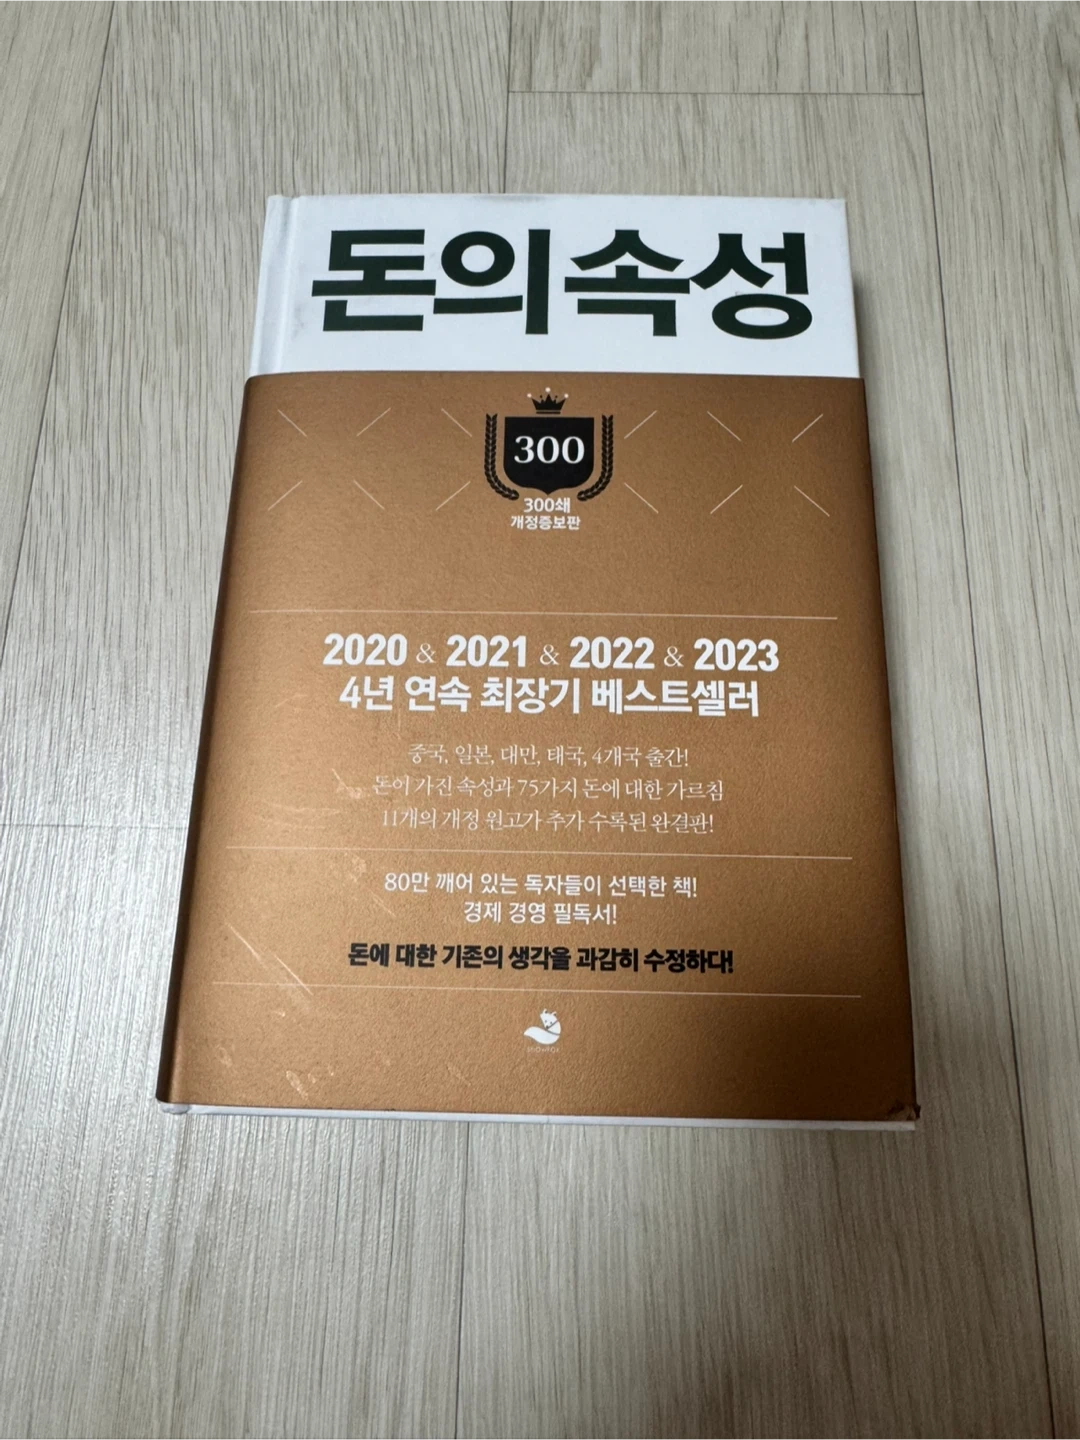 돈의 속성
300
300쇄
개정증보판
2020 & 2021 & 2022 & 2023
4년 연속 최장기 베스트셀러
중국, 일본, 대만, 태국, 4개국 출간!
돈이 가진 속성과 75가지 돈에 대한 가르침
11개의 개정 원고가 추가 수록된 완결판!
80만 깨어 있는 독자들이 선택한 책!
경제 경영 필독서!
돈에 대한 기존의 생각을 과감히 수정하다!